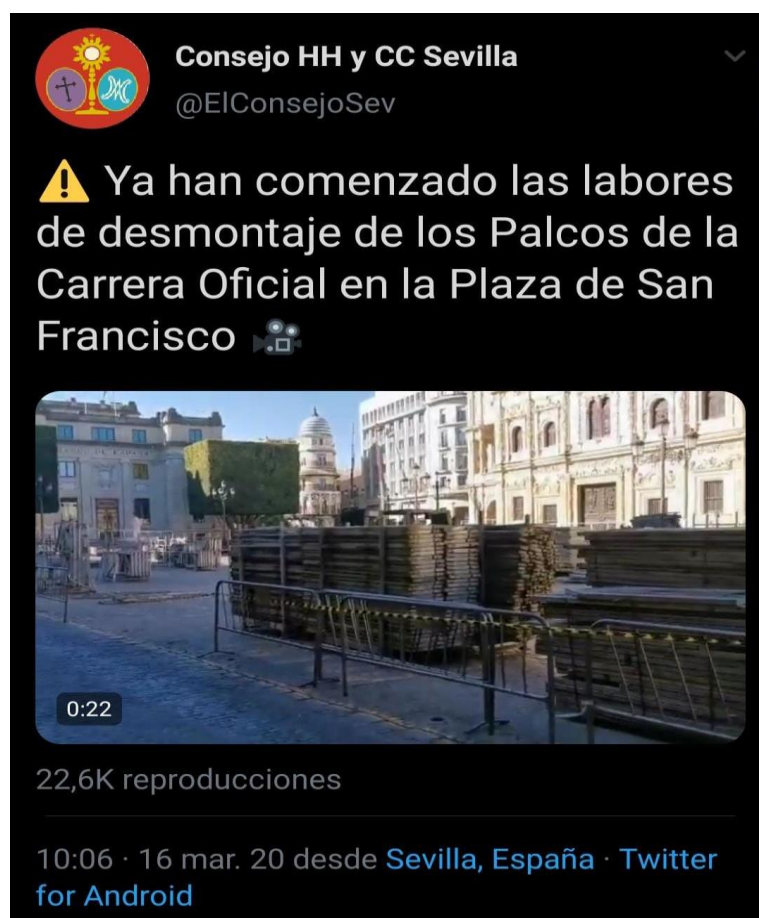 Consejo HH y CC Sevilla
@ElConsejoSev
⚠️ Ya han comenzado las labores
de desmontaje de los Palcos de la
Carrera Oficial en la Plaza de San
Francisco 🎥
0:22
22,6K reproducciones
10:06 · 16 mar. 20 desde Sevilla, España · Twitter
for Android